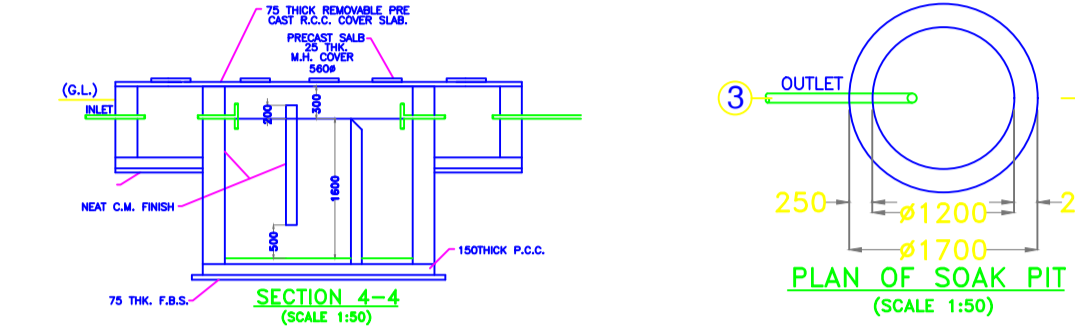 75 THICK REMOVABLE PRE
CAST R.C.C. COVER SLAB.
PRECAST SALB
25 THK.
M.H. COVER
560ø
(G.L.)
INLET
200
300
1600
500
NEAT C.M. FINISH
150THICK P.C.C.
75 THK. F.B.S.
SECTION 4-4
(SCALE 1:50)
3
OUTLET
250
ø1200
2
ø1700
PLAN OF SOAK PIT
(SCALE 1:50)